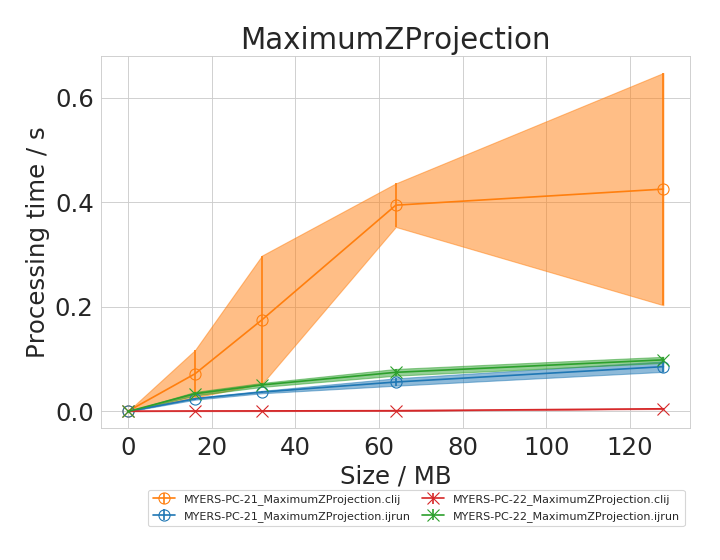 MaximumZProjection
Processing time / s
0.6
0.4
0.2
0.0
0 20 40 60 80 100 120
Size / MB
MYERS-PC-21_MaximumZProjection.clij MYERS-PC-22_MaximumZProjection.clij
MYERS-PC-21_MaximumZProjection.ijrun MYERS-PC-22_MaximumZProjection.ijrun